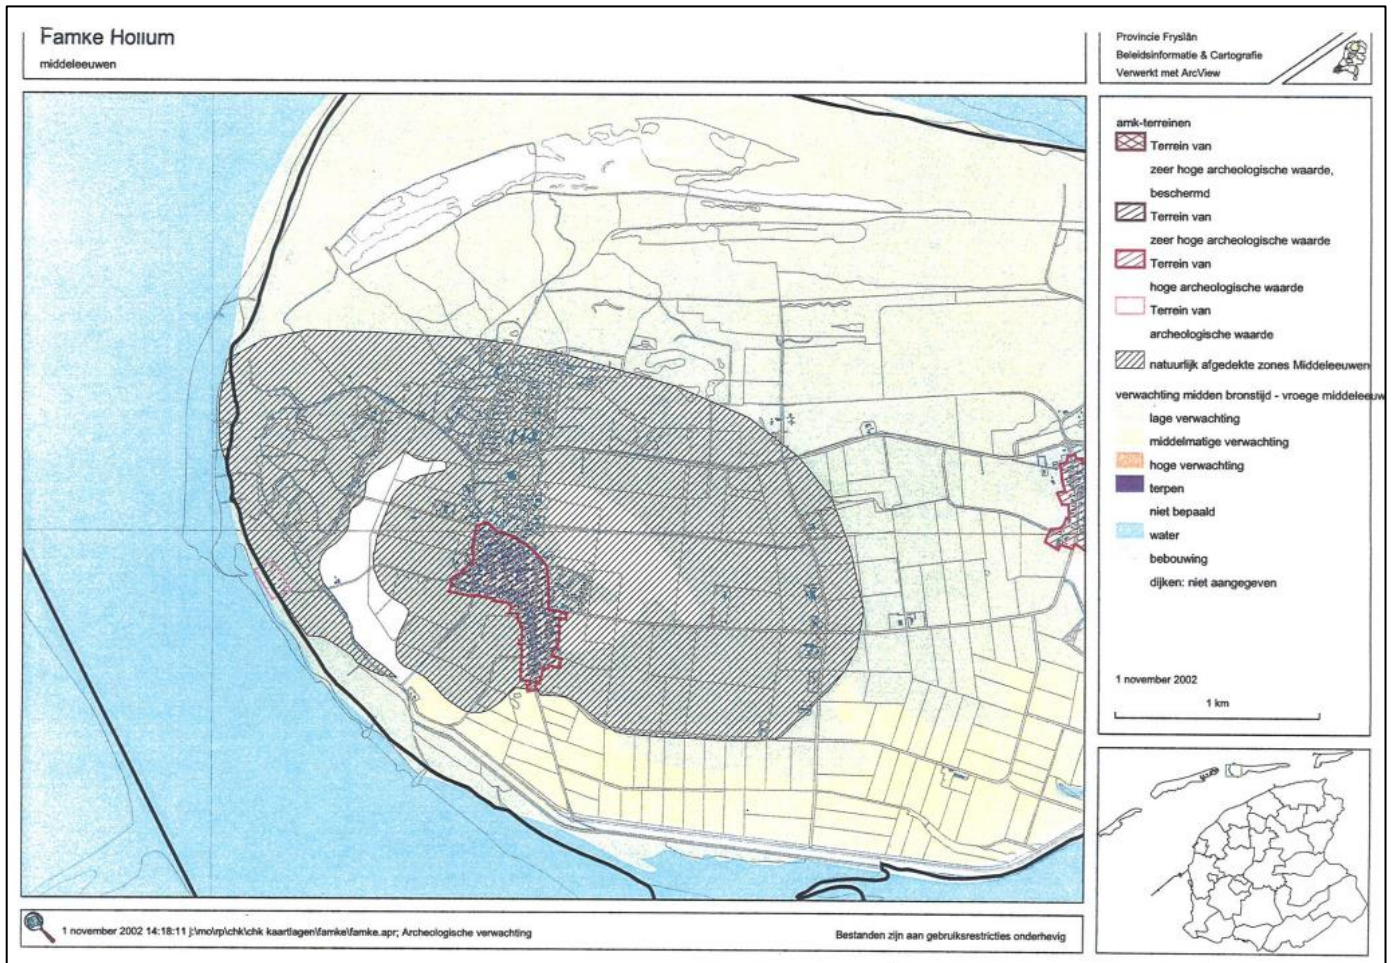 Famke Hollum
middeleeuwen
Provincie Fryslân
Beleidsinformatie & Cartografie
Verwerkt met ArcView
amk-terreinen
Terrein van
zeer hoge archeologische waarde,
beschermd
Terrein van
zeer hoge archeologische waarde
Terrein van
hoge archeologische waarde
Terrein van
archeologische waarde
natuurlijk afgedekte zones Middeleeuwen
verwachting midden bronstijd - vroege middeleeuw
lage verwachting
middelmatige verwachting
hoge verwachting
terpen
niet bepaald
water
bebouwing
dijken: niet aangegeven
1 november 2002
1 km
1 november 2002 14:18:11 j:\mo\rp\chk\chk kaartlagen\famke\famke.apr; Archeologische verwachting
Bestanden zijn aan gebruiksrestricties onderhevig